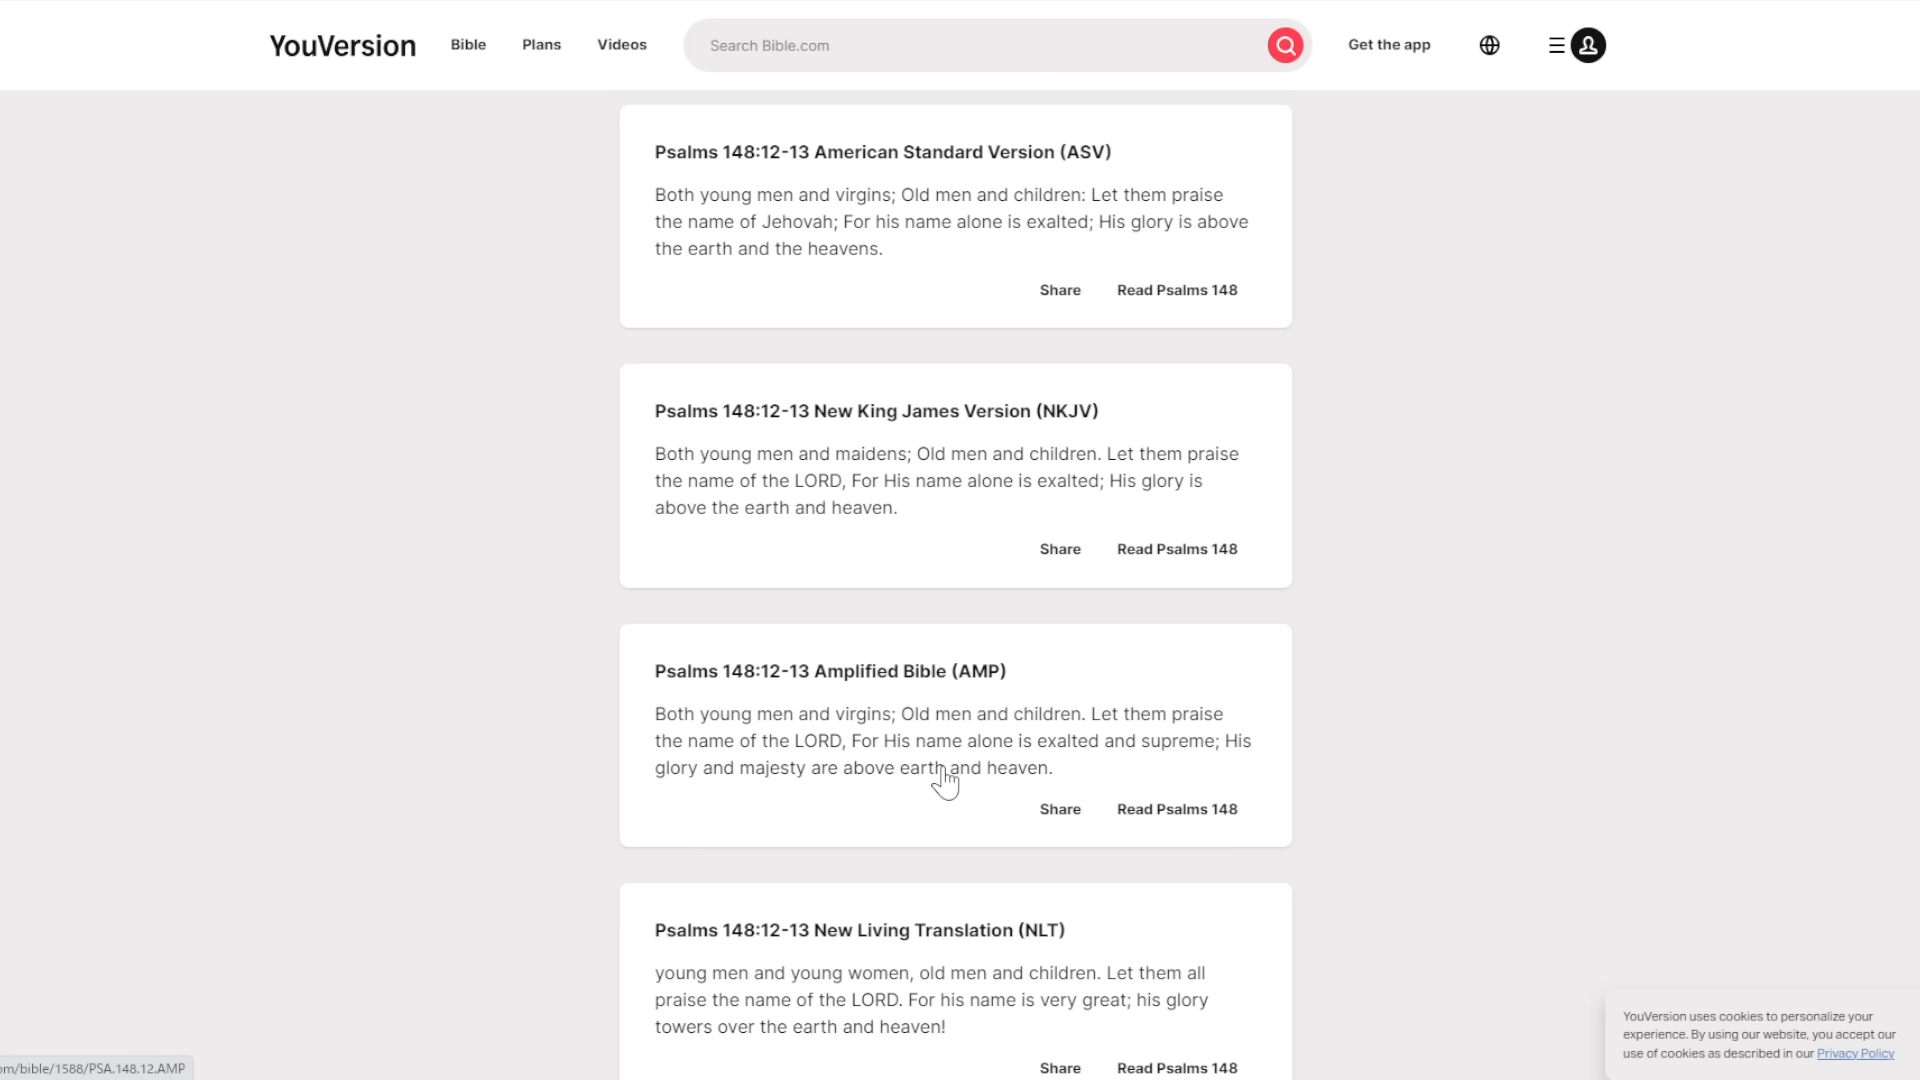 YouVersion
Bible
Plans
Videos
Search Bible.com
Get the app
Psalms 148:12-13 American Standard Version (ASV)
Both young men and virgins; Old men and children: Let them praise
the name of Jehovah; For his name alone is exalted; His glory is above
the earth and the heavens.
Share
Read Psalms 148
Psalms 148:12-13 New King James Version (NKJV)
Both young men and maidens; Old men and children. Let them praise
the name of the LORD, For His name alone is exalted; His glory is
above the earth and heaven.
Share
Read Psalms 148
Psalms 148:12-13 Amplified Bible (AMP)
Both young men and virgins; Old men and children. Let them praise
the name of the LORD, For His name alone is exalted and supreme; His
glory and majesty are above earth and heaven.
Share
Read Psalms 148
Psalms 148:12-13 New Living Translation (NLT)
young men and young women, old men and children. Let them all
praise the name of the LORD. For his name is very great; his glory
towers over the earth and heaven!
Share
Read Psalms 148
YouVersion uses cookies to personalize your
experience. By using our website, you accept our
use of cookies as described in our Privacy Policy
om/bible/1588/PSA.148.12.AMP